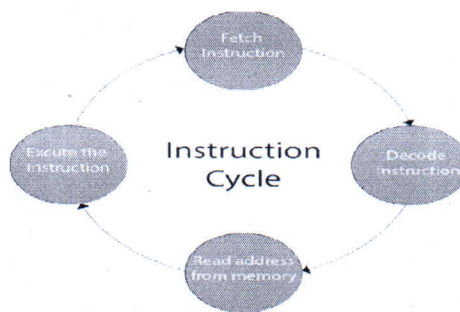 Fetch
Instruction
Decode
Instruction
Read address
from memory
Excute the
Instruction
Instruction
Cycle